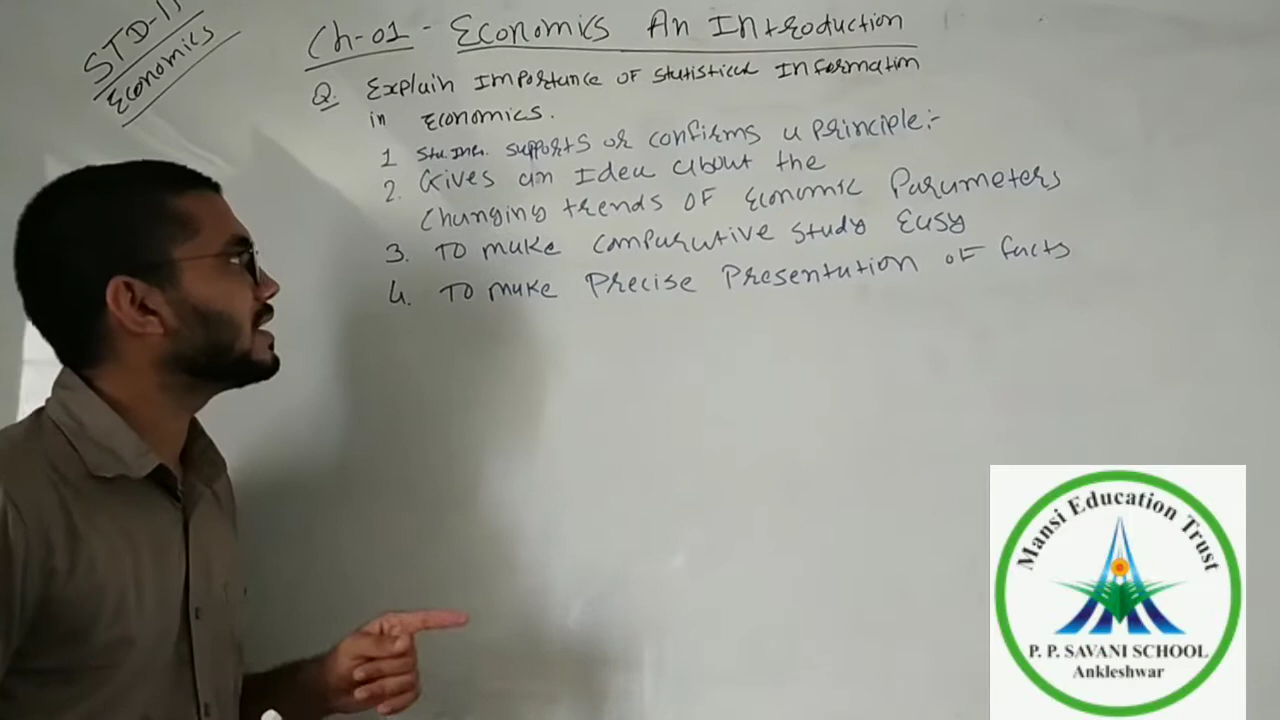 STD-11
Economics
Ch-01 - Economics An Introduction
Q. Explain Importance of Statistical Information
in Economics.
1 Sta. Inn. supports or confirms a principle:-
2. Gives an Idea about the
changing trends of Economic Parameters
3. To make comparative study Easy
4. To make Precise Presentation of facts
Mansi Education Trust
P. P. SAVANI SCHOOL
Ankleshwar